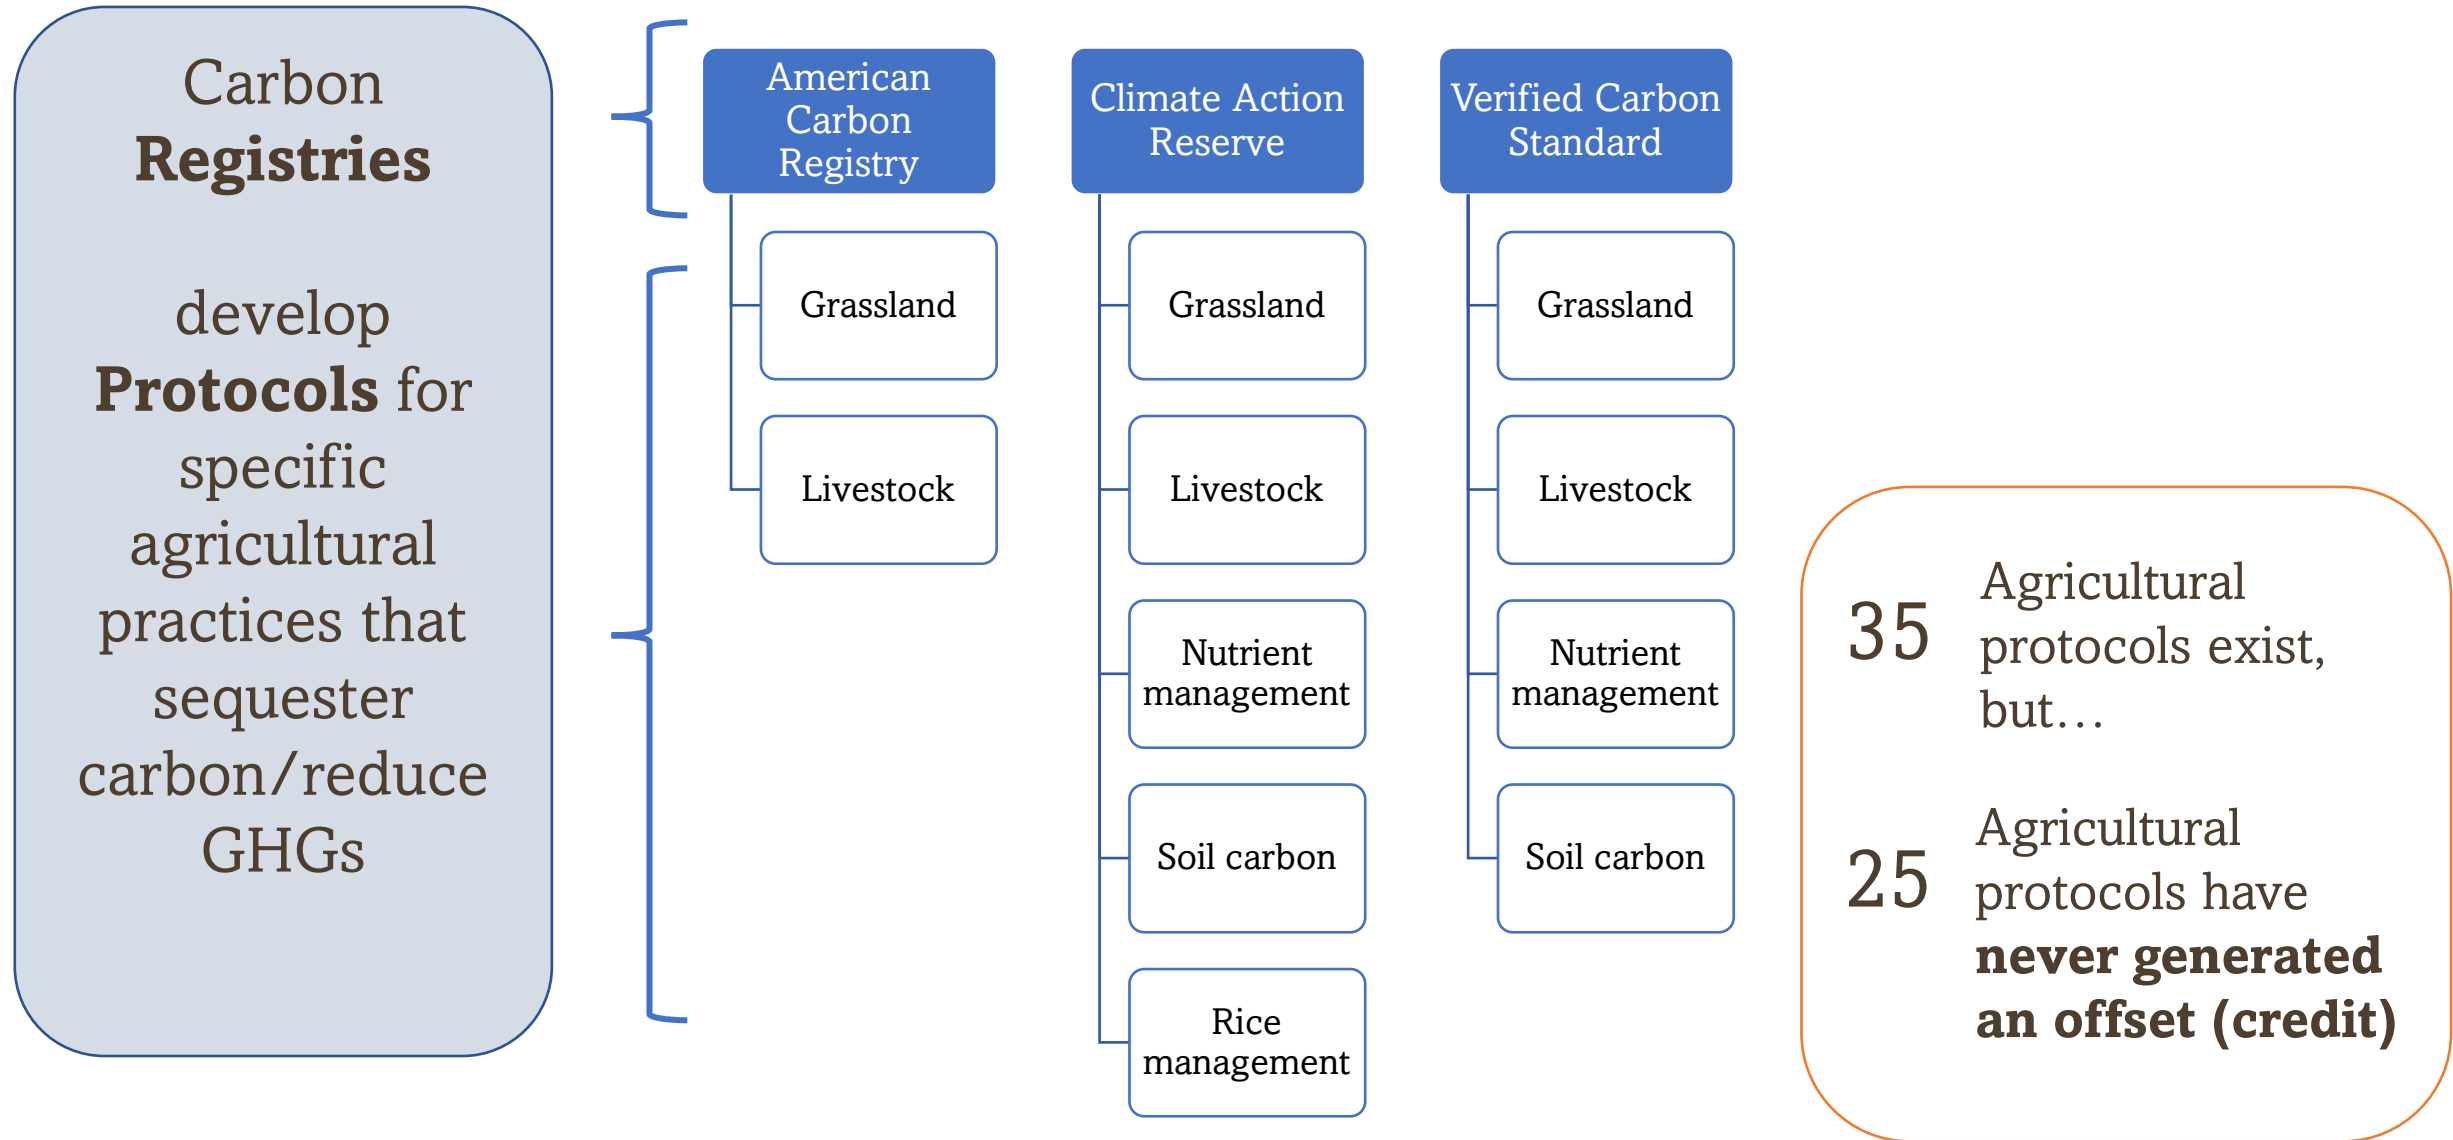 Carbon
Registries
develop
Protocols for
specific
agricultural
practices that
sequester
carbon/reduce
GHGs
American
Carbon
Registry
Grassland
Livestock
Climate Action
Reserve
Grassland
Livestock
Nutrient
management
Soil carbon
Rice
management
Verified Carbon
Standard
Grassland
Livestock
Nutrient
management
Soil carbon
35
Agricultural
protocols exist,
but...
25
Agricultural
protocols have
never generated
an offset (credit)